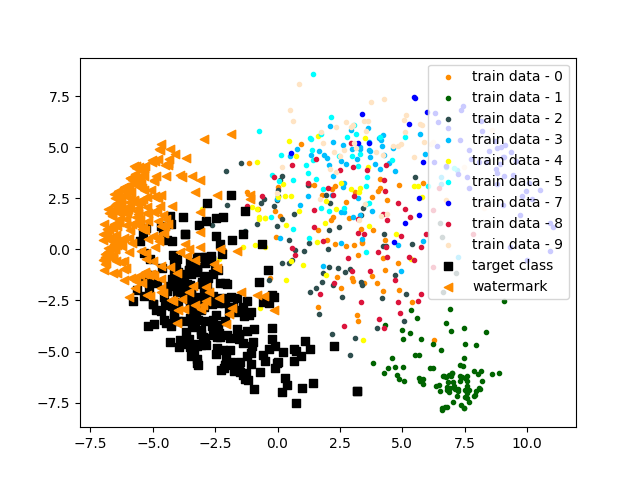 7.5
5.0
2.5
0.0
−2.5
−5.0
−7.5
−7.5
−5.0
−2.5
0.0
2.5
5.0
7.5
10.0
train data - 0
train data - 1
train data - 2
train data - 3
train data - 4
train data - 5
train data - 7
train data - 8
train data - 9
target class
watermark